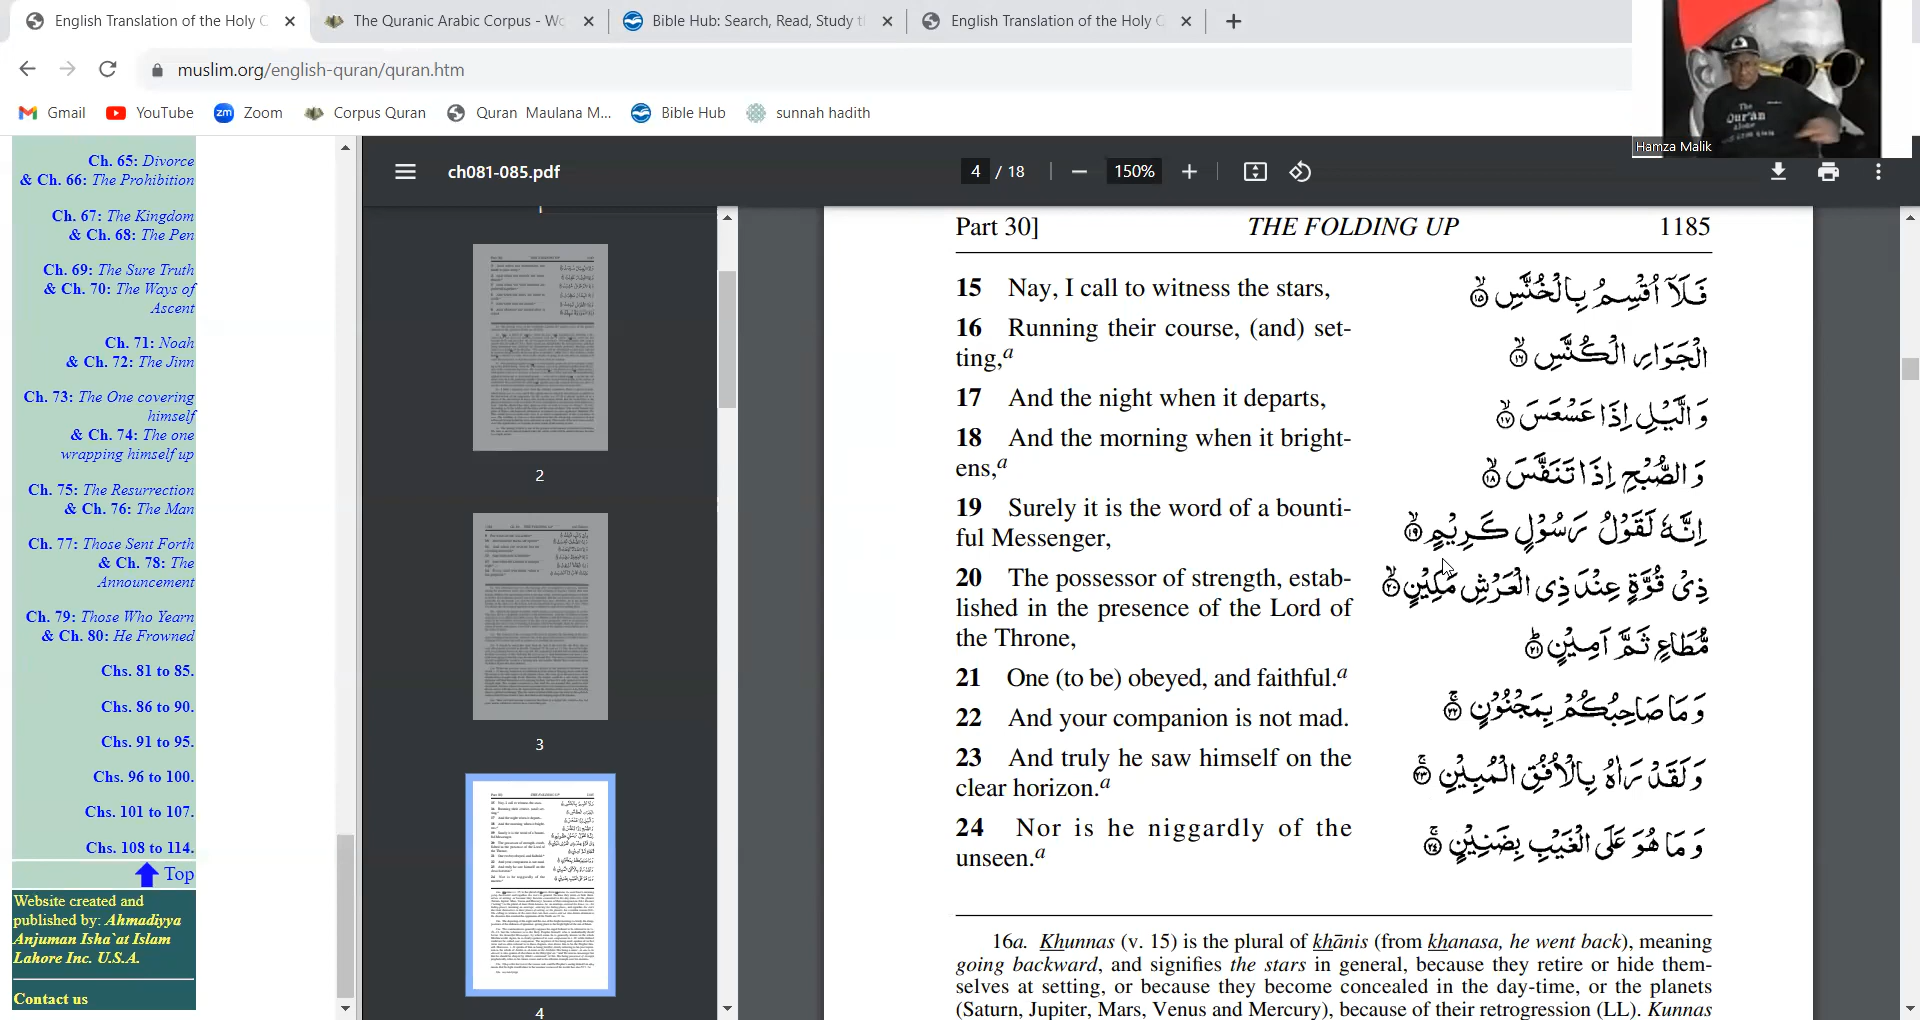 English Translation of the Holy Q
The Quranic Arabic Corpus - Wo
Bible Hub: Search, Read, Study t
English Translation of the Holy Q
muslim.org/english-quran/quran.htm
Gmail
YouTube
zm Zoom
Corpus Quran
Quran Maulana M...
Bible Hub
sunnah hadith
The
Qur'an
Hamza Malik
Ch. 65: Divorce
& Ch. 66: The Prohibition
Ch. 67: The Kingdom
& Ch. 68: The Pen
Ch. 69: The Sure Truth
& Ch. 70: The Ways of
Ascent
Ch. 71: Noah
& Ch. 72: The Jinn
Ch. 73: The One covering
himself
& Ch. 74: The one
wrapping himself up
Ch. 75: The Resurrection
& Ch. 76: The Man
Ch. 77: Those Sent Forth
& Ch. 78: The
Announcement
Ch. 79: Those Who Yearn
& Ch. 80: He Frowned
Chs. 81 to 85.
Chs. 86 to 90.
Chs. 91 to 95.
Chs. 96 to 100.
Chs. 101 to 107.
Chs. 108 to 114.
Top
Website created and
published by: Ahmadiyya
Anjuman Isha`at Islam
Lahore Inc. U.S.A.
Contact us
ch081-085.pdf
4 / 18
150%
2
3
4
Part 30] THE FOLDING UP 1185
15 Nay, I call to witness the stars,
فَلَآ اُقْسِمُ بِالْخُنَّسِ ۙ﴿۱۵﴾
16 Running their course, (and) set-
ting,a
الْجَوَارِ الْكُنَّسِ ۙ﴿۱۶﴾
17 And the night when it departs,
وَ الَّيْلِ اِذَا عَسْعَسَ ۙ﴿۱۷﴾
18 And the morning when it bright-
ens,a
وَ الصُّبْحِ اِذَا تَنَفَّسَ ۙ﴿۱۸﴾
19 Surely it is the word of a bounti-
ful Messenger,
اِنَّهٗ لَقَوْلُ رَسُوْلٍ كَرِيْمٍ ۙ﴿۱۹﴾
20 The possessor of strength, estab-
lished in the presence of the Lord of
the Throne,
ذِيْ قُوَّةٍ عِنْدَ ذِي الْعَرْشِ مَكِيْنٍ ۙ﴿۲۰﴾
21 One (to be) obeyed, and faithful.a
مُّطَاعٍ ثَمَّ اَمِيْنٍ ؕ﴿۲۱﴾
22 And your companion is not mad.
وَ مَا صَاحِبُكُمْ بِمَجْنُوْنٍ ۚ﴿۲۲﴾
23 And truly he saw himself on the
clear horizon.a
وَ لَقَدْ رَاٰهُ بِالْاُفُقِ الْمُبِيْنِ ۚ﴿۲۳﴾
24 Nor is he niggardly of the
unseen.a
وَ مَا هُوَ عَلَى الْغَيْبِ بِضَنِيْنٍ ۚ﴿۲۴﴾
16a. Khunnas (v. 15) is the plural of khānis (from khanasa, he went back), meaning
going backward, and signifies the stars in general, because they retire or hide them-
selves at setting, or because they become concealed in the day-time, or the planets
(Saturn, Jupiter, Mars, Venus and Mercury), because of their retrogression (LL). Kunnas